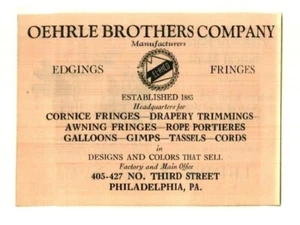 OEHRLE BROTHERS COMPANY
Manufacturers
EDGINGS FRINGES
ESTABLISHED 1885
Headquarters for
CORNICE FRINGES—DRAPERY TRIMMINGS
AWNING FRINGES—ROPE PORTIERES
GALLOONS—GIMPS—TASSELS—CORDS
in
DESIGNS AND COLORS THAT SELL
Factory and Main Office
405-427 NO. THIRD STREET
PHILADELPHIA, PA.